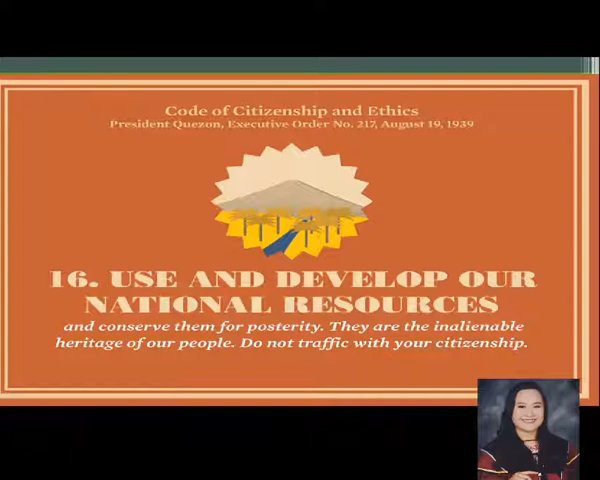 Code of Citizenship and Ethics
President Quezon, Executive Order No. 217, August 19, 1939
16. USE AND DEVELOP OUR
NATIONAL RESOURCES
and conserve them for posterity. They are the inalienable
heritage of our people. Do not traffic with your citizenship.